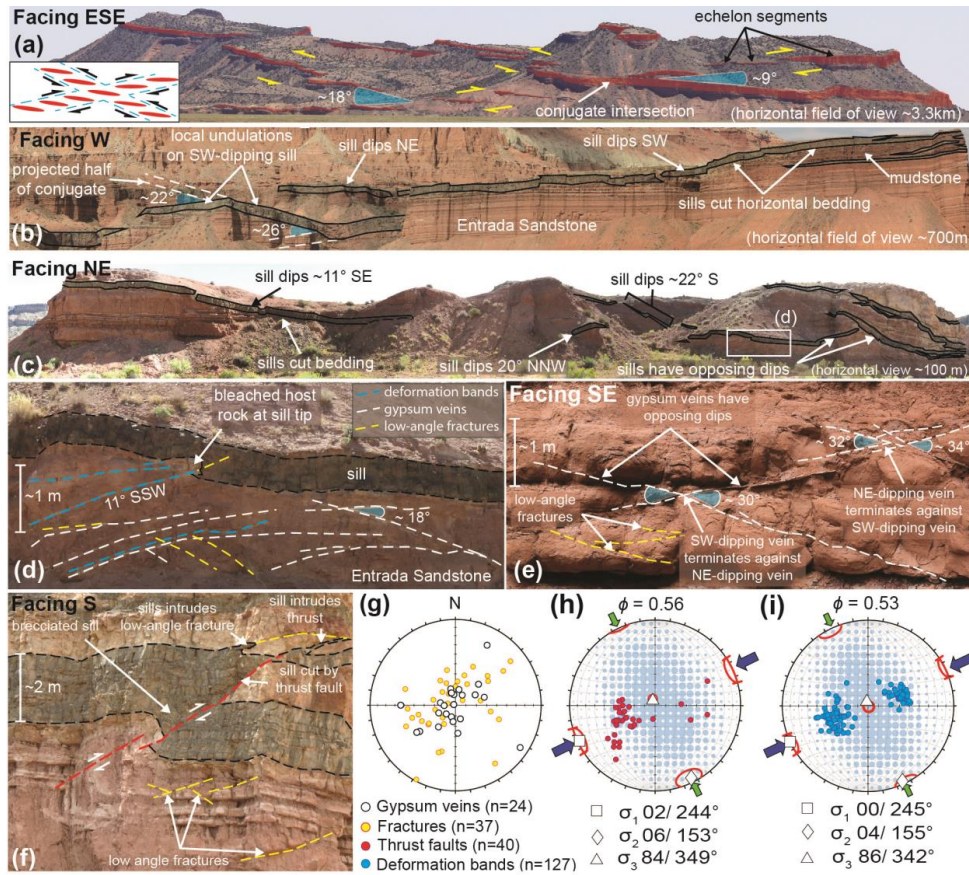 Facing ESE
(a)
echelon segments
~18°
~9°
conjugate intersection
(horizontal field of view ~3.3km)
Facing W
(b)
projected half
of conjugate
local undulations
on SW-dipping sill
sill dips NE
sill dips SW
~22°
~26°
mudstone
sills cut horizontal bedding
Entrada Sandstone
(horizontal field of view ~700m
Facing NE
(c)
sill dips ~11° SE
sills cut bedding
sill dips ~22° S
(d)
sill dips 20° NNW
sills have opposing dips
(horizontal view ~100 m)
bleached host
rock at sill tip
deformation bands
gypsum veins
low-angle fractures
~1 m
11° SSW
sill
~18°
(d)
Entrada Sandstone
Facing SE
gypsum veins have
opposing dips
~1 m
~32°
34°
low-angle
fractures
~30°
NE-dipping vein
terminates against
SW-dipping vein
SW-dipping vein
terminates against
NE-dipping vein
(e)
Facing S
brecciated sill
sills intrudes
low-angle fracture
sill intrudes
thrust
sill cut by
thrust fault
~2 m
low angle fractures
(f)
(g)
N
Gypsum veins (n=24)
Fractures (n=37)
Thrust faults (n=40)
Deformation bands (n=127)
(h)
ϕ = 0.56
σ1 02/ 244°
σ2 06/ 153°
σ3 84/ 349°
(i)
ϕ = 0.53
σ1 00/ 245°
σ2 04/ 155°
σ3 86/ 342°